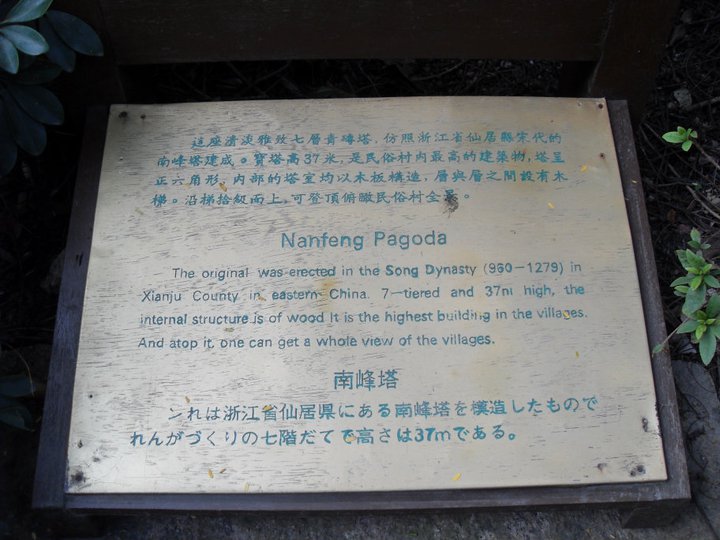 這座清淡雅致七層青磚塔，仿照浙江省仙居縣宋代的
南峰塔建成。寶塔高37米，是民俗村內最高的建築物，塔呈
正六角形，內部的塔室均以木板構造，層與層之間設有木
梯。沿梯拾級而上，可登頂俯瞰民俗村全景。
Nanfeng Pagoda
The original was erected in the Song Dysasty (960-1279) in
Xianju County in eastern China. 7-tiered and 37m high, the
internal structure is of wood It is the highest building in the villages.
And atop it, one can get a whole view of the villages.
南峰塔
ンれは浙江省仙居県にある南峰塔を模造したもので
れんがづくりの七階だてで高さは37mである。